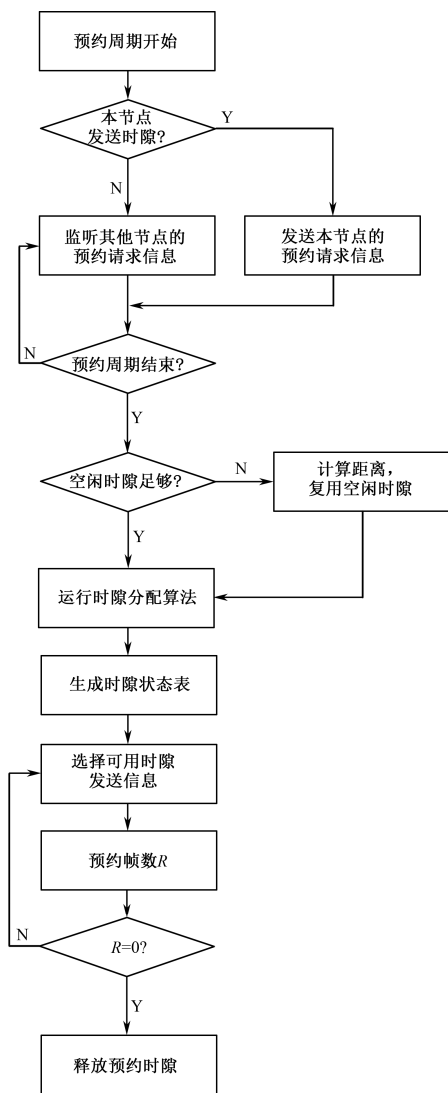 预约周期开始
本节点
发送时隙?
Y
N
监听其他节点的
预约请求信息
发送本节点的
预约请求信息
N
预约周期结束?
Y
空闲时隙足够?
N
计算距离，
复用空闲时隙
Y
运行时隙分配算法
生成时隙状态表
选择可用时隙
发送信息
预约帧数R
N
R=0?
Y
释放预约时隙